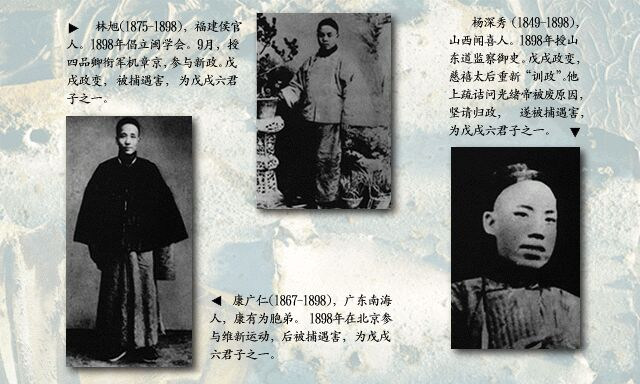 ▶ 林旭(1875-1898)，福建侯官
人。1898年倡立闽学会。9月，授
四品卿衔军机章京,参与新政。戊
戌政变，被捕遇害，为戊戌六君
子之一。
杨深秀 (1849-1898)，
山西闻喜人。1898年授山
东道监察御史。戊戌政变，
慈禧太后重新“训政”。他
上疏诘问光绪帝被废原因，
坚请归政， 遂被捕遇害，
为戊戌六君子之一。 ▼
◀ 康广仁(1867-1898)，广东南海
人，康有为胞弟。 1898年在北京参
与维新运动，后被捕遇害，为戊戌
六君子之一。